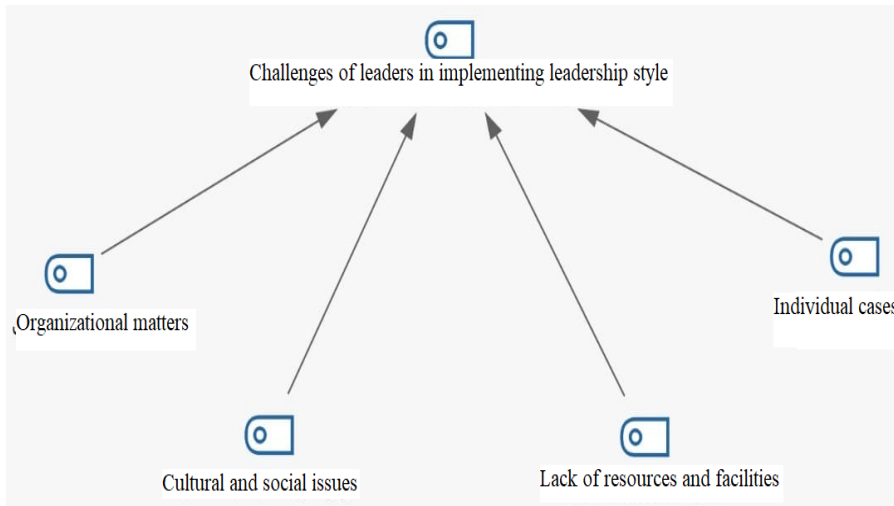 Challenges of leaders in implementing leadership style
Organizational matters
Individual cases
Cultural and social issues
Lack of resources and facilities